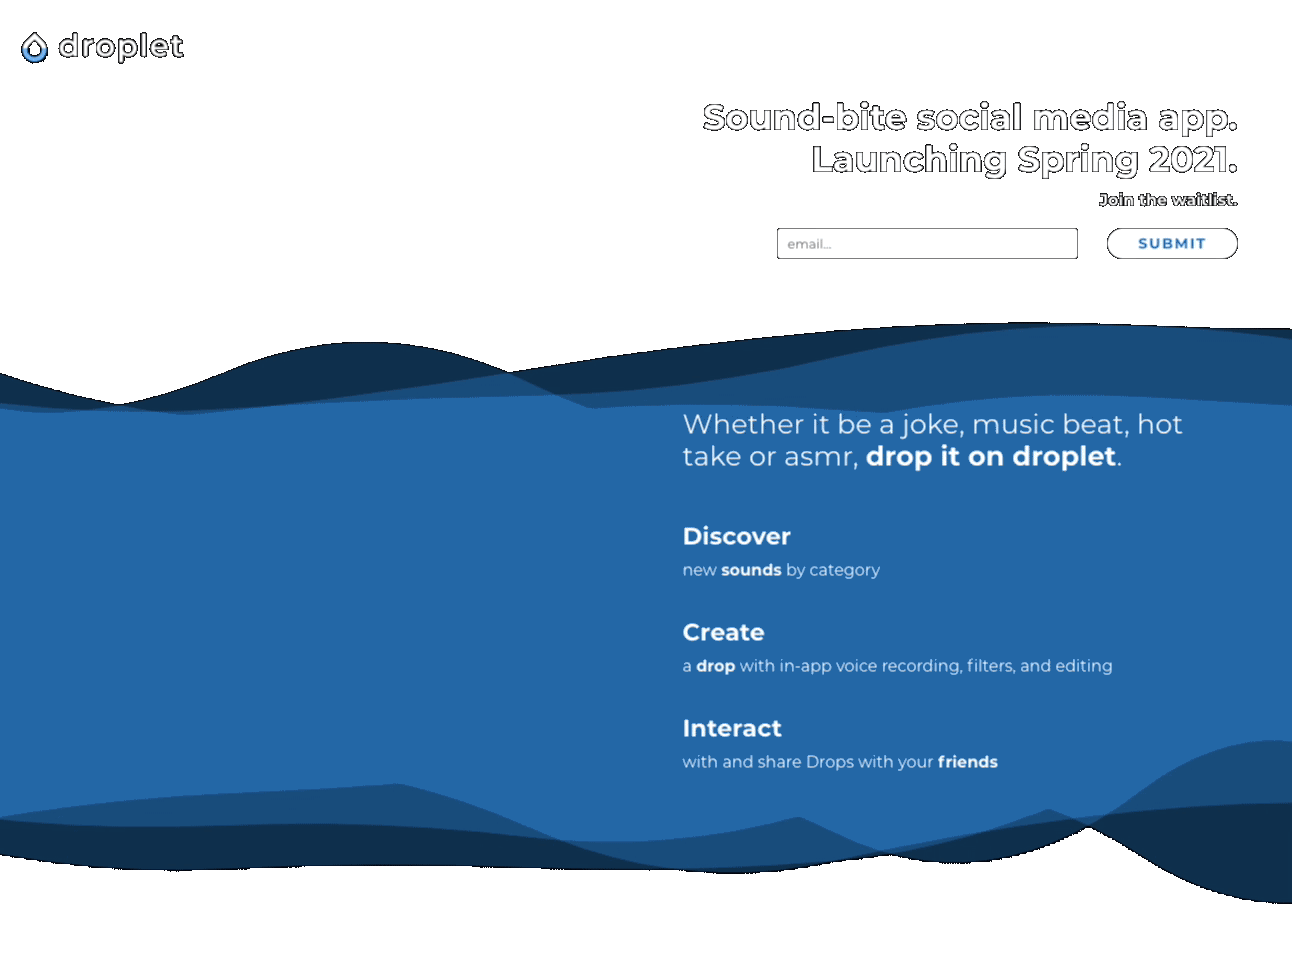 droplet
Sound-bite social media app.
Launching Spring 2021.
Join the waitlist.
email...
SUBMIT
Whether it be a joke, music beat, hot
take or asmr, drop it on droplet.
Discover
new sounds by category
Create
a drop with in-app voice recording, filters, and editing
Interact
with and share Drops with your friends